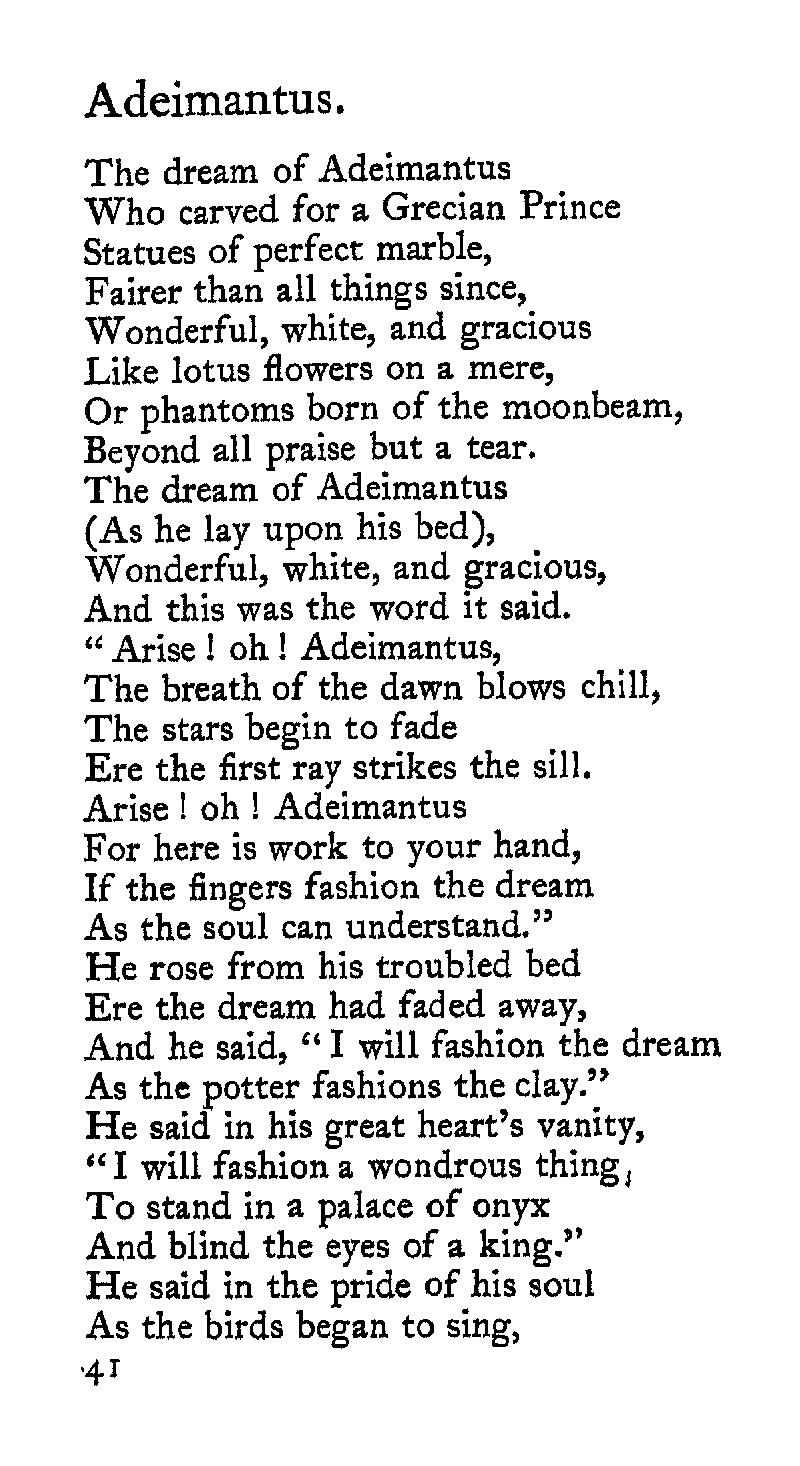 Adeimantus.
The dream of Adeimantus
Who carved for a Grecian Prince
Statues of perfect marble,
Fairer than all things since,
Wonderful, white, and gracious
Like lotus flowers on a mere,
Or phantoms born of the moonbeam,
Beyond all praise but a tear.
The dream of Adeimantus
(As he lay upon his bed),
Wonderful, white, and gracious,
And this was the word it said.
“ Arise ! oh ! Adeimantus,
The breath of the dawn blows chill,
The stars begin to fade
Ere the first ray strikes the sill.
Arise ! oh ! Adeimantus
For here is work to your hand,
If the fingers fashion the dream
As the soul can understand.”
He rose from his troubled bed
Ere the dream had faded away,
And he said, “ I will fashion the dream
As the potter fashions the clay.”
He said in his great heart’s vanity,
“ I will fashion a wondrous thing,
To stand in a palace of onyx
And blind the eyes of a king.”
He said in the pride of his soul
As the birds began to sing,
41